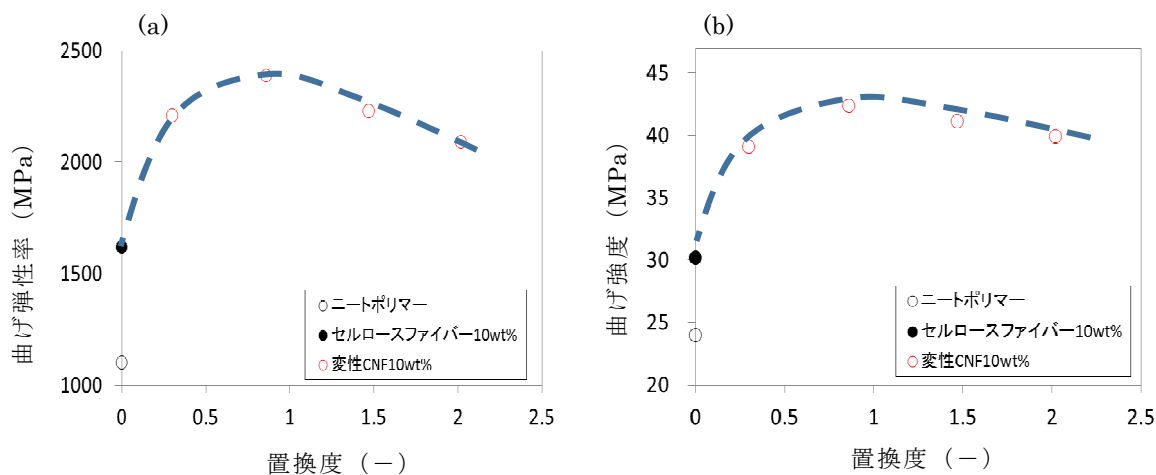 (a)
2500
2000
1500
1000
曲げ弾性率 (MPa)
ニートポリマー
セルロースファイバー10wt%
変性CNF10wt%
0 0.5 1 1.5 2 2.5
置換度 (－)
(b)
45
40
35
30
25
20
曲げ強度 (MPa)
ニートポリマー
セルロースファイバー10wt%
変性CNF10wt%
0 0.5 1 1.5 2 2.5
置換度 (－)